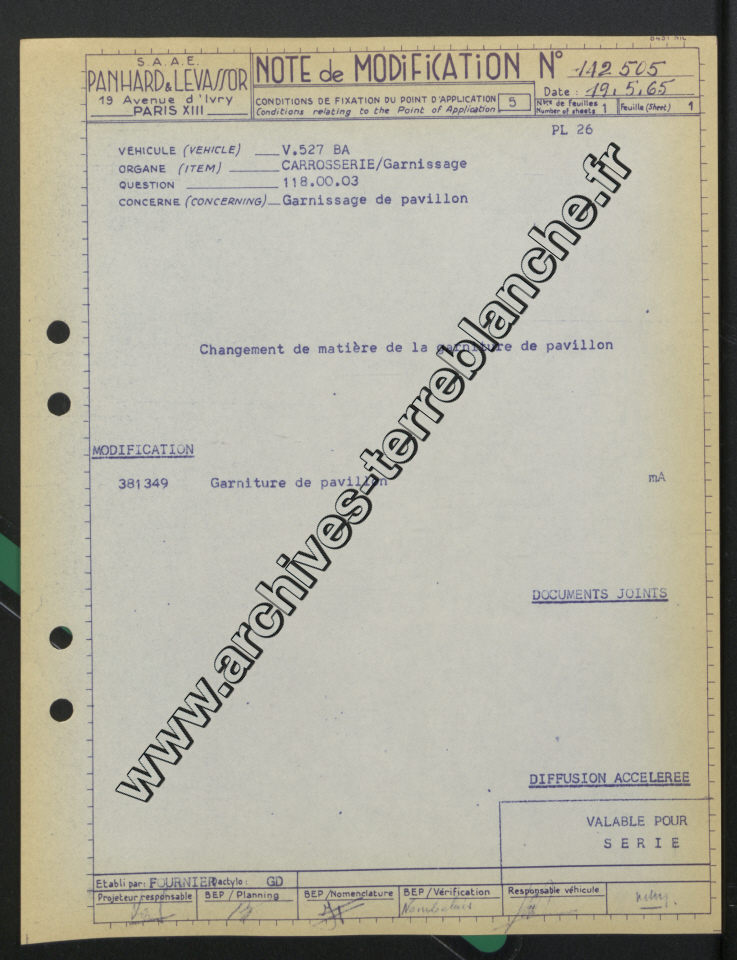 S.A.A.E.
PANHARD & LEVASSOR
19 Avenue d'Ivry
PARIS XIII
NOTE de MODIFICATION N° 142 505
Date : 19.5.65
CONDITIONS DE FIXATION DU POINT D'APPLICATION 5
Conditions relating to the Point of Application
Nbre de feuilles 1
Number of sheets
Feuille (Sheet) 1
PL 26
VEHICULE (VEHICLE) V.527 BA
ORGANE (ITEM) CARROSSERIE/Garnissage
QUESTION 118.00.03
CONCERNE (CONCERNING) Garnissage de pavillon
Changement de matière de la garniture de pavillon
MODIFICATION
381349 Garniture de pavillon mA
www.archives-terreblanche.fr
DOCUMENTS JOINTS
DIFFUSION ACCELEREE
VALABLE POUR
S E R I E
Etabli par: FOURNIER Dactylo: GD
Projeteur responsable BEP / Planning BEP / Nomenclature BEP / Vérification Responsable véhicule